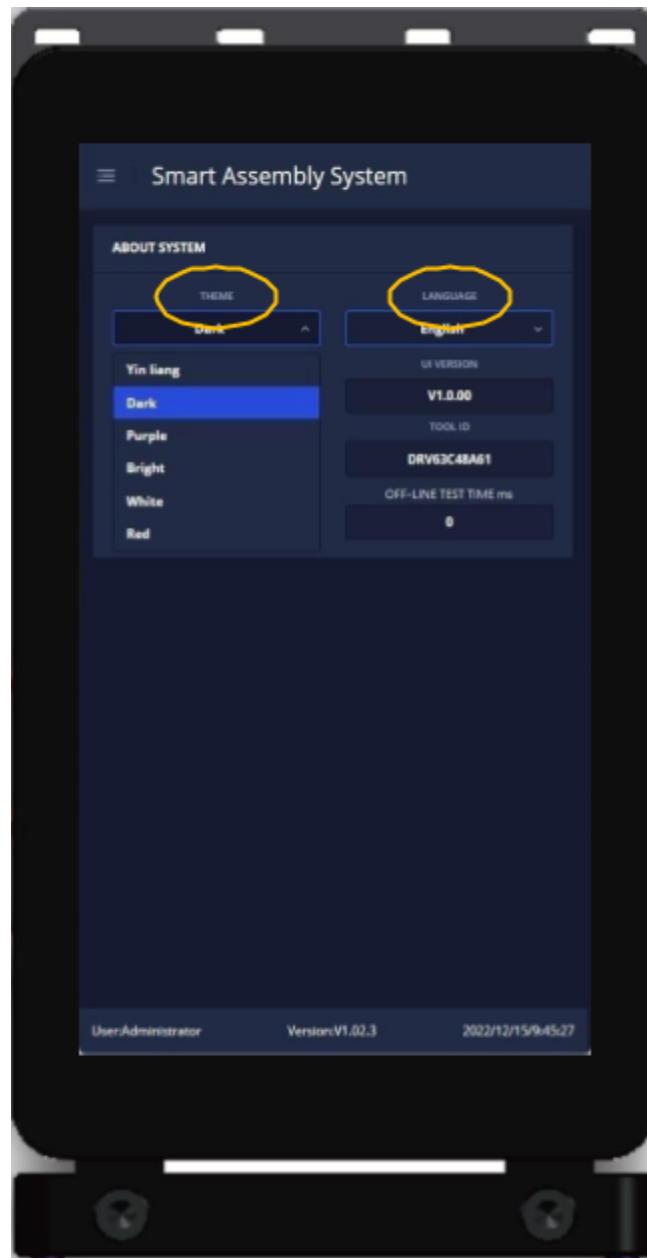 Smart Assembly System
ABOUT SYSTEM
THEME
Dark
Yin liang
Dark
Purple
Bright
White
Red
LANGUAGE
English
UI VERSION
V1.0.00
TOOL ID
DRV63C48A61
OFF-LINE TEST TIME ms
0
User:Administrator Version:V1.02.3 2022/12/15/9:45:27